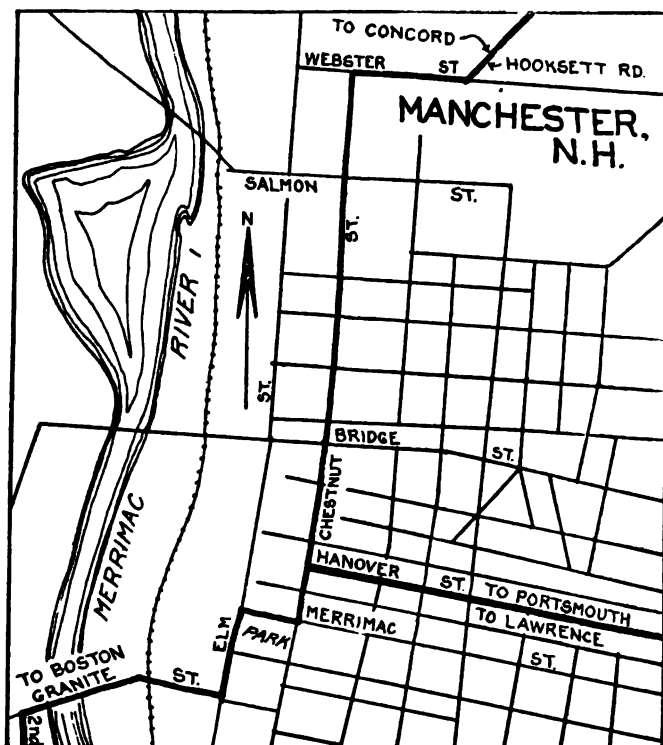 TO CONCORD
HOOKSETT RD.
WEBSTER ST
MANCHESTER,
N.H.
SALMON ST.
N
ST.
RIVER
ST.
BRIDGE ST.
CHESTNUT
MERRIMAC
HANOVER ST. TO PORTSMOUTH
MERRIMAC TO LAWRENCE
ST.
ELM
PARK
TO BOSTON
GRANITE ST.
2nd